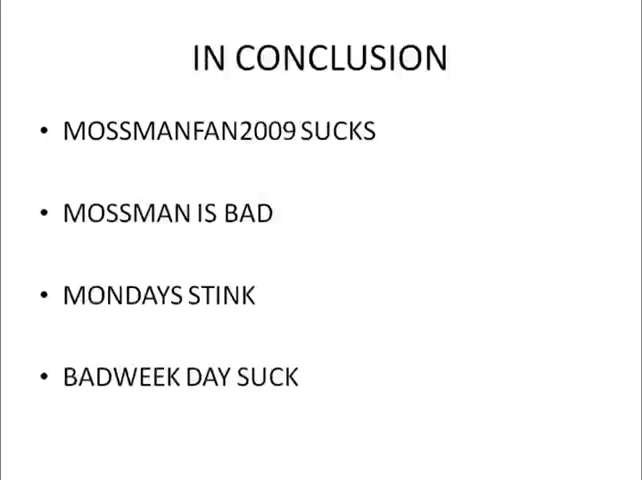 IN CONCLUSION
• MOSSMANFAN2009 SUCKS
• MOSSMAN IS BAD
• MONDAYS STINK
• BADWEEK DAY SUCK